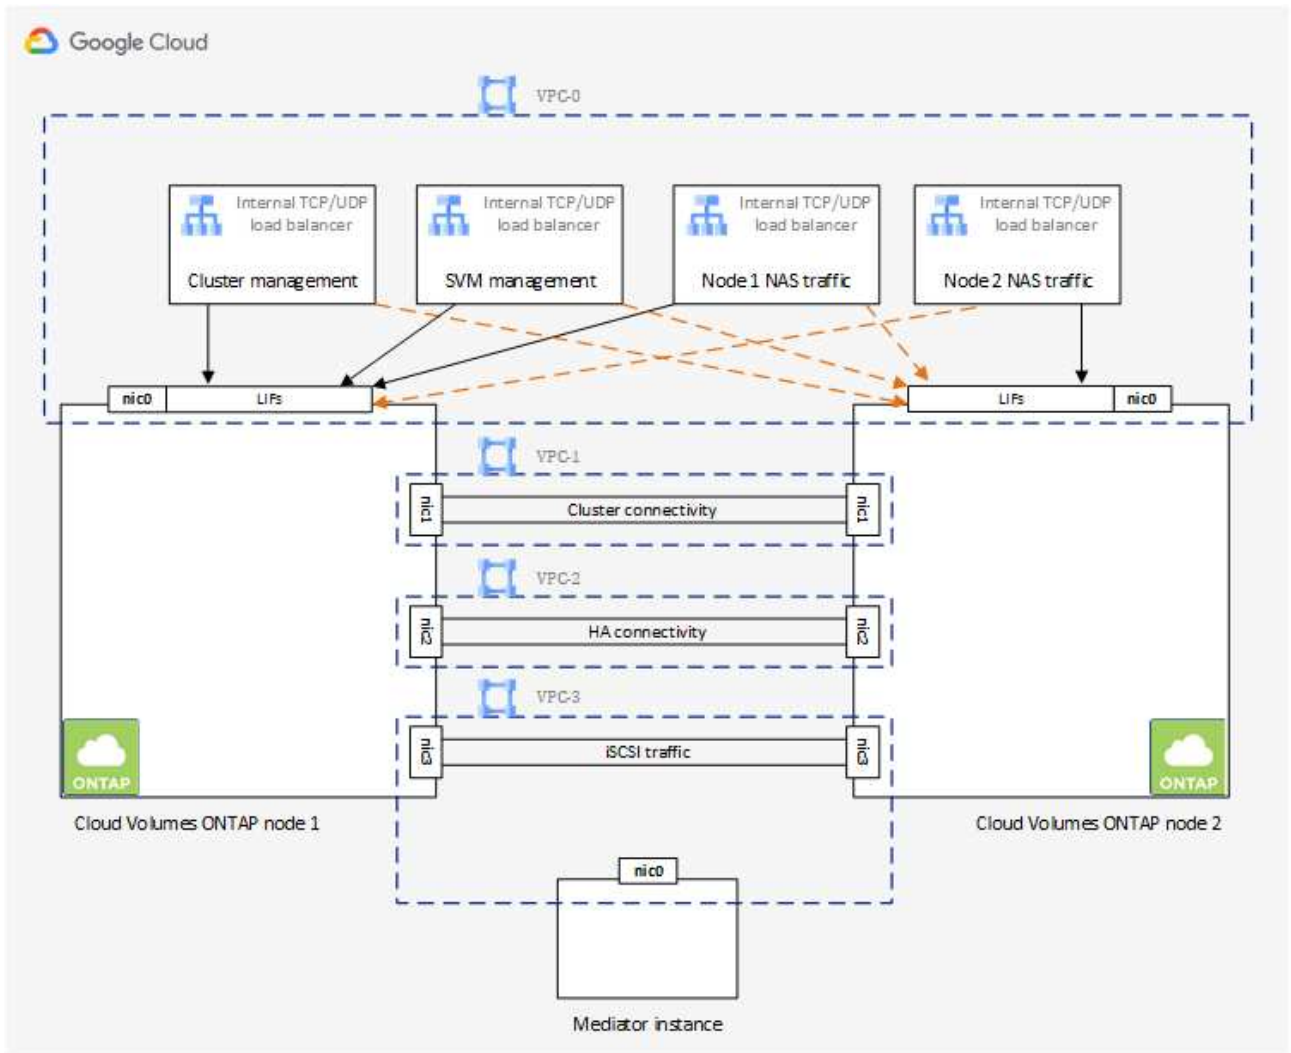 Google Cloud
VPC-0
Internal TCP/UDP
load balancer
Cluster management
Internal TCP/UDP
load balancer
SVM management
Internal TCP/UDP
load balancer
Node 1 NAS traffic
Internal TCP/UDP
load balancer
Node 2 NAS traffic
nic0
LIFs
LIFs
nic0
VPC-1
nic1
Cluster connectivity
nic1
VPC-2
nic2
HA connectivity
nic2
VPC-3
nic3
iSCSI traffic
nic3
ONTAP
ONTAP
Cloud Volumes ONTAP node 1
Cloud Volumes ONTAP node 2
nic0
Mediator instance